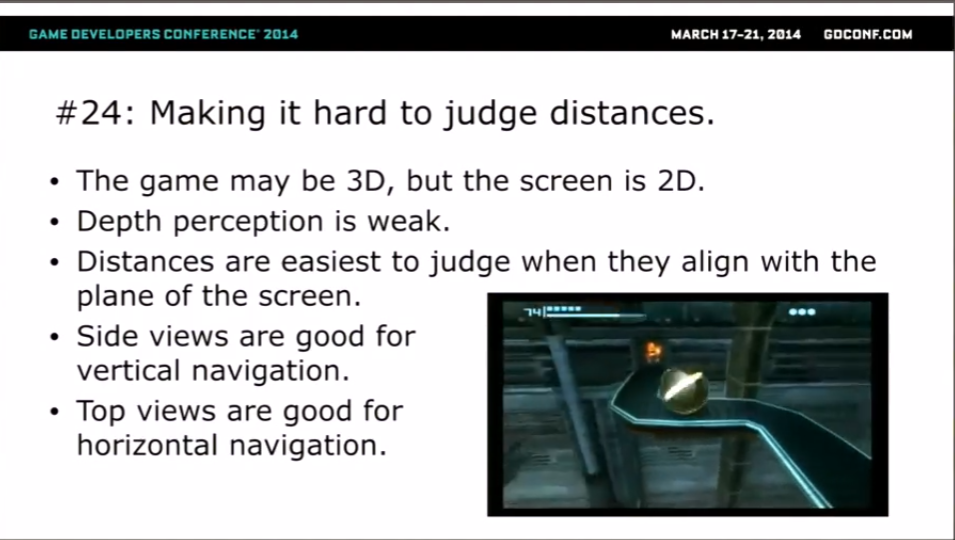 GAME DEVELOPERS CONFERENCE® 2014
MARCH 17-21, 2014 GDCONF.COM
#24: Making it hard to judge distances.
• The game may be 3D, but the screen is 2D.
• Depth perception is weak.
• Distances are easiest to judge when they align with the
plane of the screen.
• Side views are good for
vertical navigation.
• Top views are good for
horizontal navigation.
74